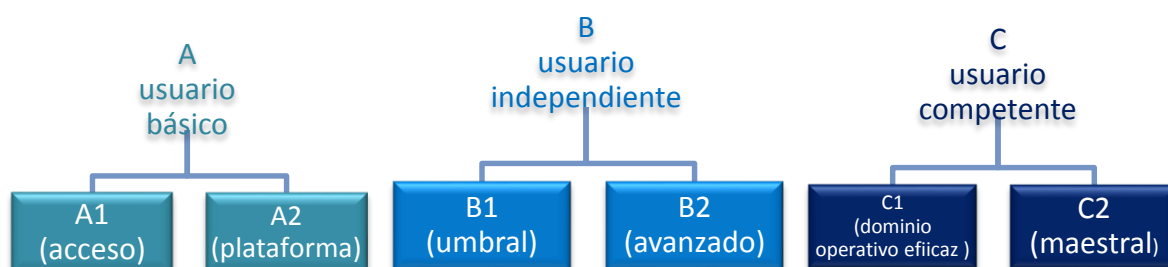 A
usuario
básico
B
usuario
independiente
C
usuario
competente
A1
(acceso)
A2
(plataforma)
B1
(umbral)
B2
(avanzado)
C1
(dominio
operativo efiicaz )
C2
(maestral)